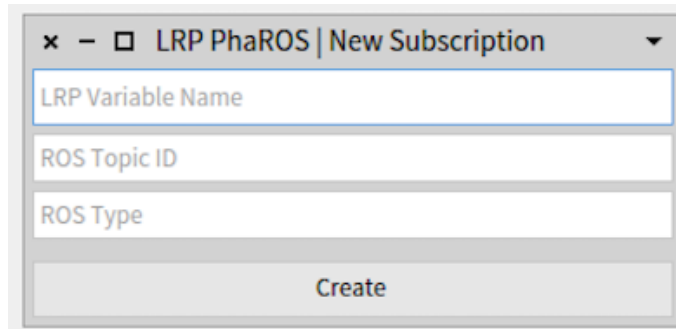 LRP PhaROS | New Subscription
LRP Variable Name
ROS Topic ID
ROS Type
Create